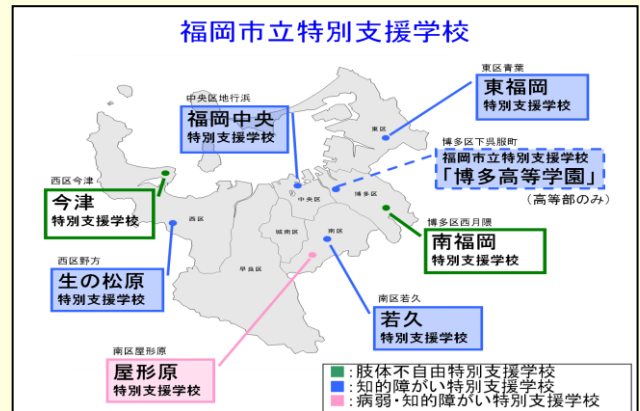 福岡市立特別支援学校
東区青葉
東福岡
特別支援学校
中央区地行浜
福岡中央
特別支援学校
東区
博多区下呉服町
福岡市立特別支援学校
「博多高等学園」
(高等部のみ)
西区今津
今津
特別支援学校
中央区
博多区
西区
城南区
南区
早良区
博多区西月隈
南福岡
特別支援学校
西区野方
生の松原
特別支援学校
南区若久
若久
特別支援学校
南区屋形原
屋形原
特別支援学校
:肢体不自由特別支援学校
:知的障がい特別支援学校
:病弱・知的障がい特別支援学校